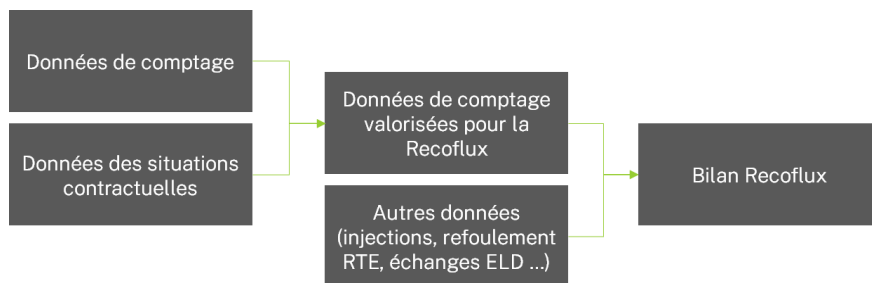 Données de comptage
Données des situations
contractuelles
Données de comptage
valorisées pour la
Recoflux
Autres données
(injections, refoulement
RTE, échanges ELD ...)
Bilan Recoflux